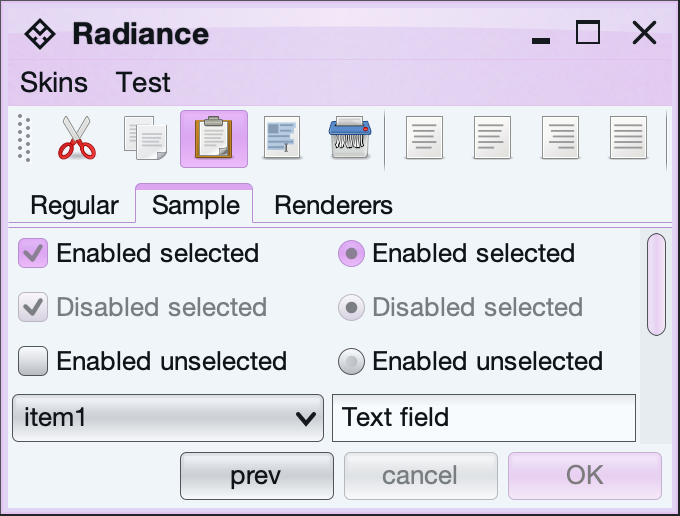 Radiance
Skins Test
Regular Sample Renderers
Enabled selected Enabled selected
Disabled selected Disabled selected
Enabled unselected Enabled unselected
item1 Text field
prev cancel OK